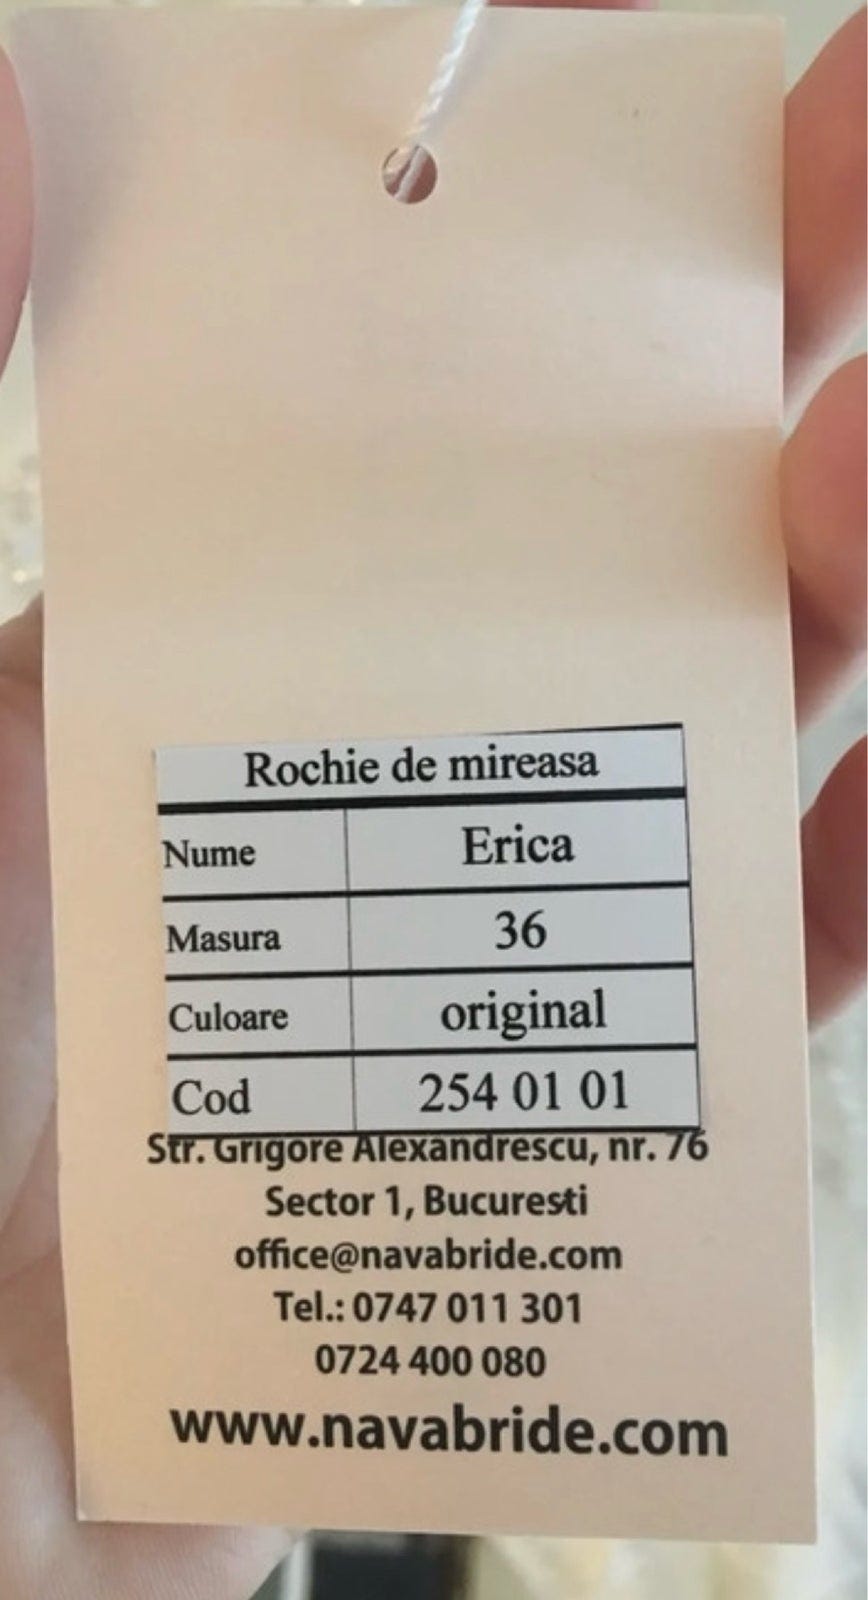 Rochie de mireasa
Nume Erica
Masura 36
Culoare original
Cod 254 01 01
Str. Grigore Alexandrescu, nr. 76
Sector 1, Bucuresti
office@navabride.com
Tel.: 0747 011 301
0724 400 080
www.navabride.com